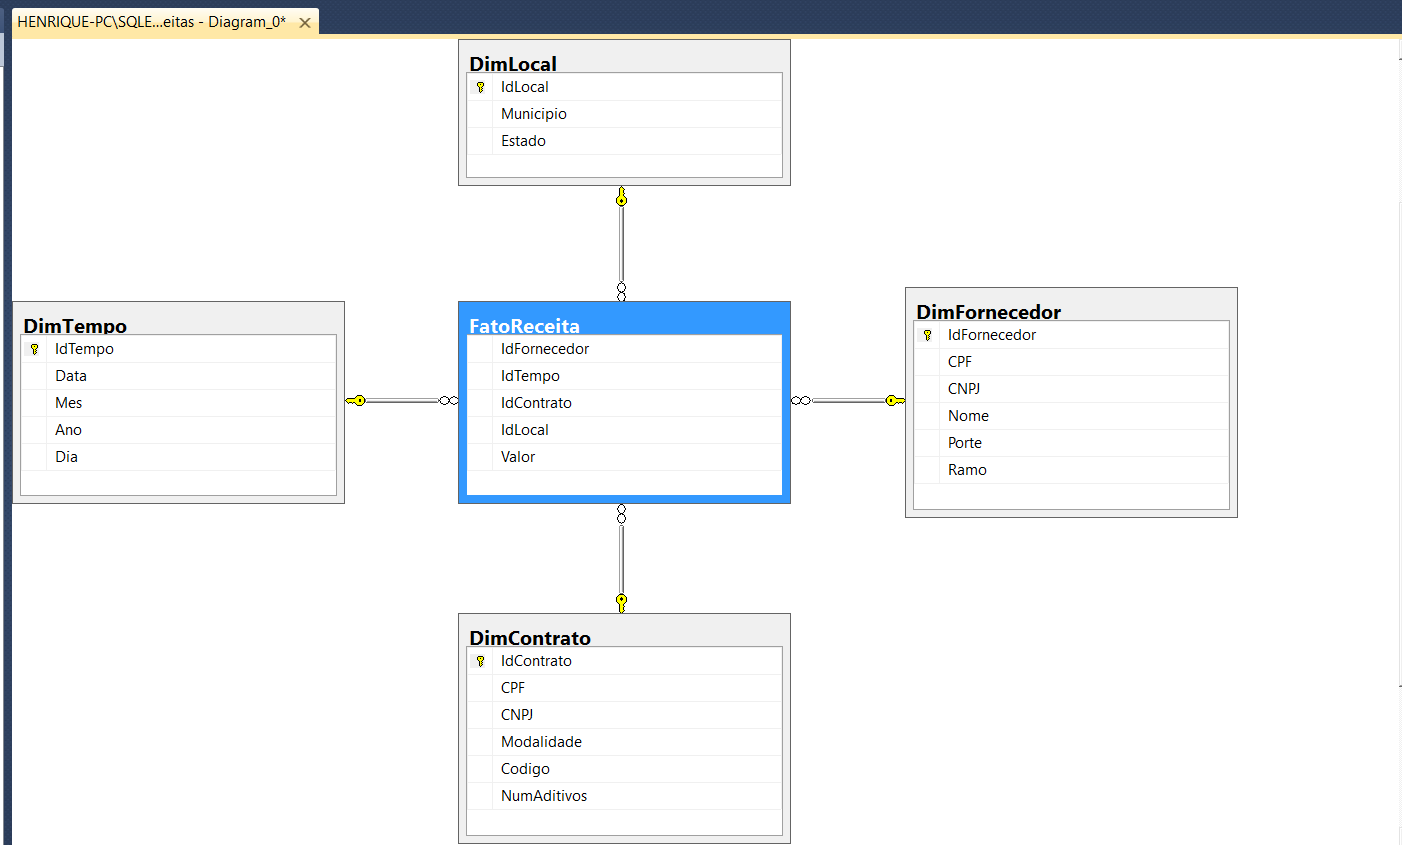 HENRIQUE-PC\SQLE...eitas - Diagram_0*
DimLocal
IdLocal
Municipio
Estado
DimTempo
IdTempo
Data
Mes
Ano
Dia
FatoReceita
IdFornecedor
IdTempo
IdContrato
IdLocal
Valor
DimFornecedor
IdFornecedor
CPF
CNPJ
Nome
Porte
Ramo
DimContrato
IdContrato
CPF
CNPJ
Modalidade
Codigo
NumAditivos